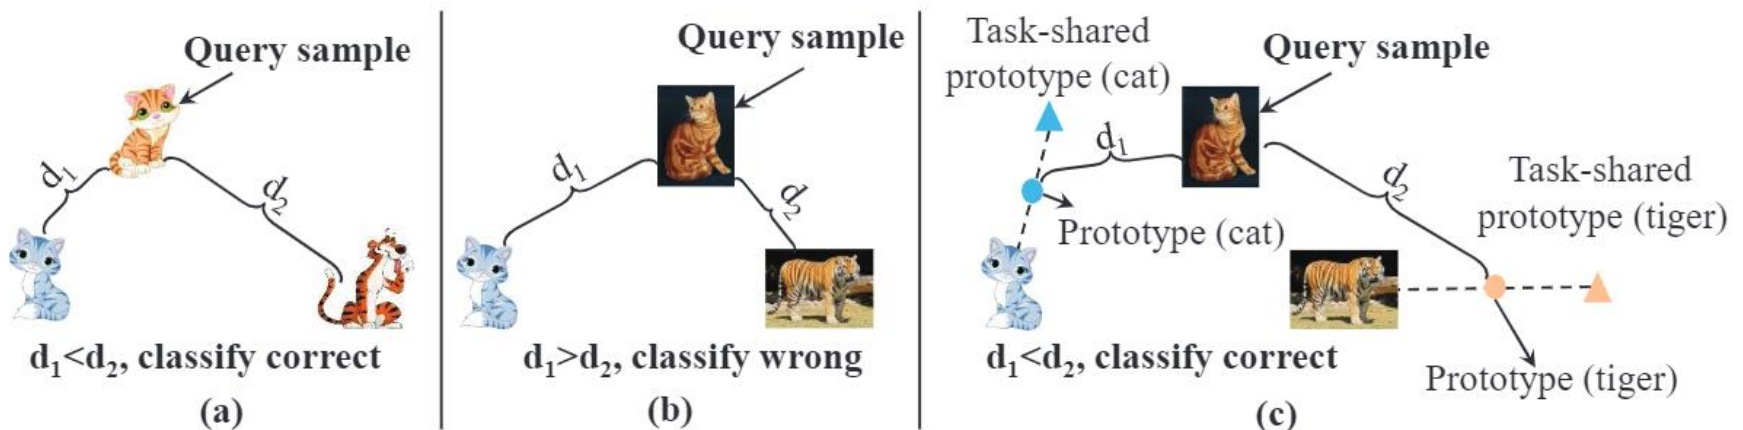 Query sample
d1
d2
d1<d2, classify correct
(a)
Query sample
d1
d2
d1>d2, classify wrong
(b)
Task-shared
prototype (cat)
Query sample
d1
d2
Task-shared
prototype (tiger)
Prototype (cat)
d1<d2, classify correct
Prototype (tiger)
(c)